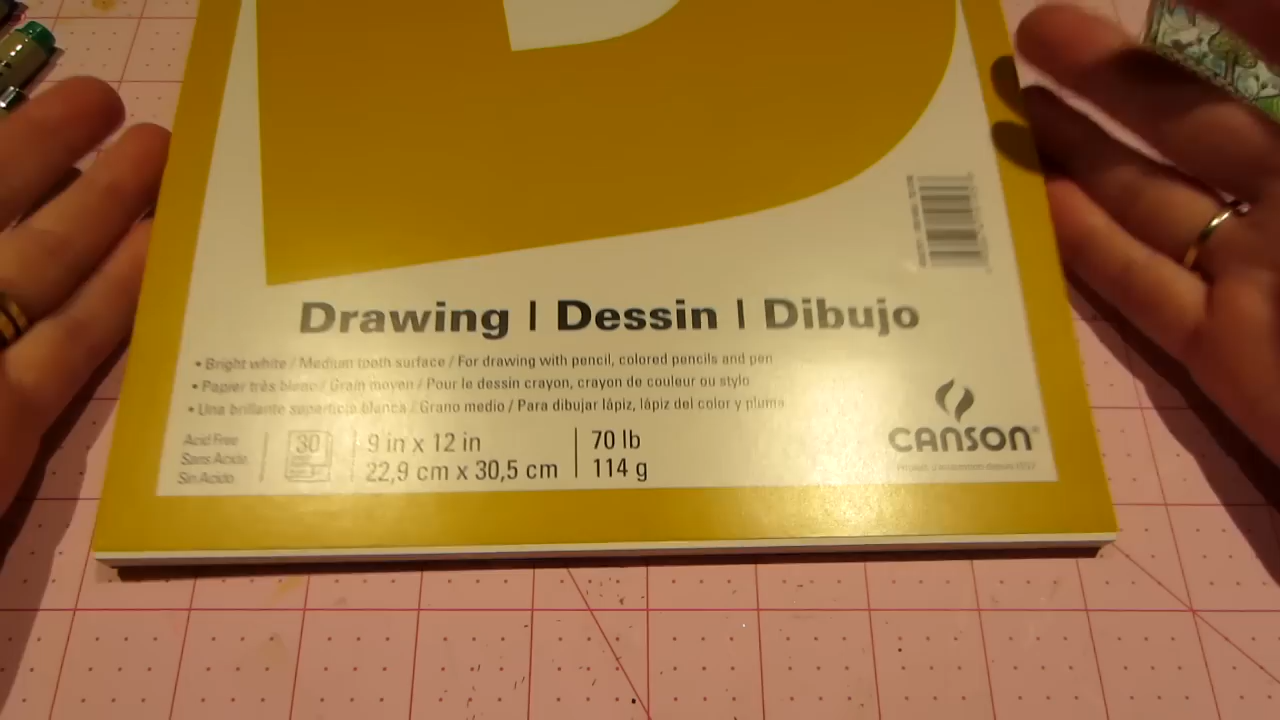 Drawing | Dessin | Dibujo
• Bright white / Medium tooth surface / For drawing with pencil, colored pencils and pen
• Papier très blanc / Grain moyen / Pour le dessin crayon, crayon de couleur ou stylo
• Una brillante superficie blanca / Grano medio / Para dibujar lápiz, lápiz del color y pluma
Acid Free
Sans Acide
Sin Acido
30
9 in x 12 in
22,9 cm x 30,5 cm
70 lb
114 g
CANSON®